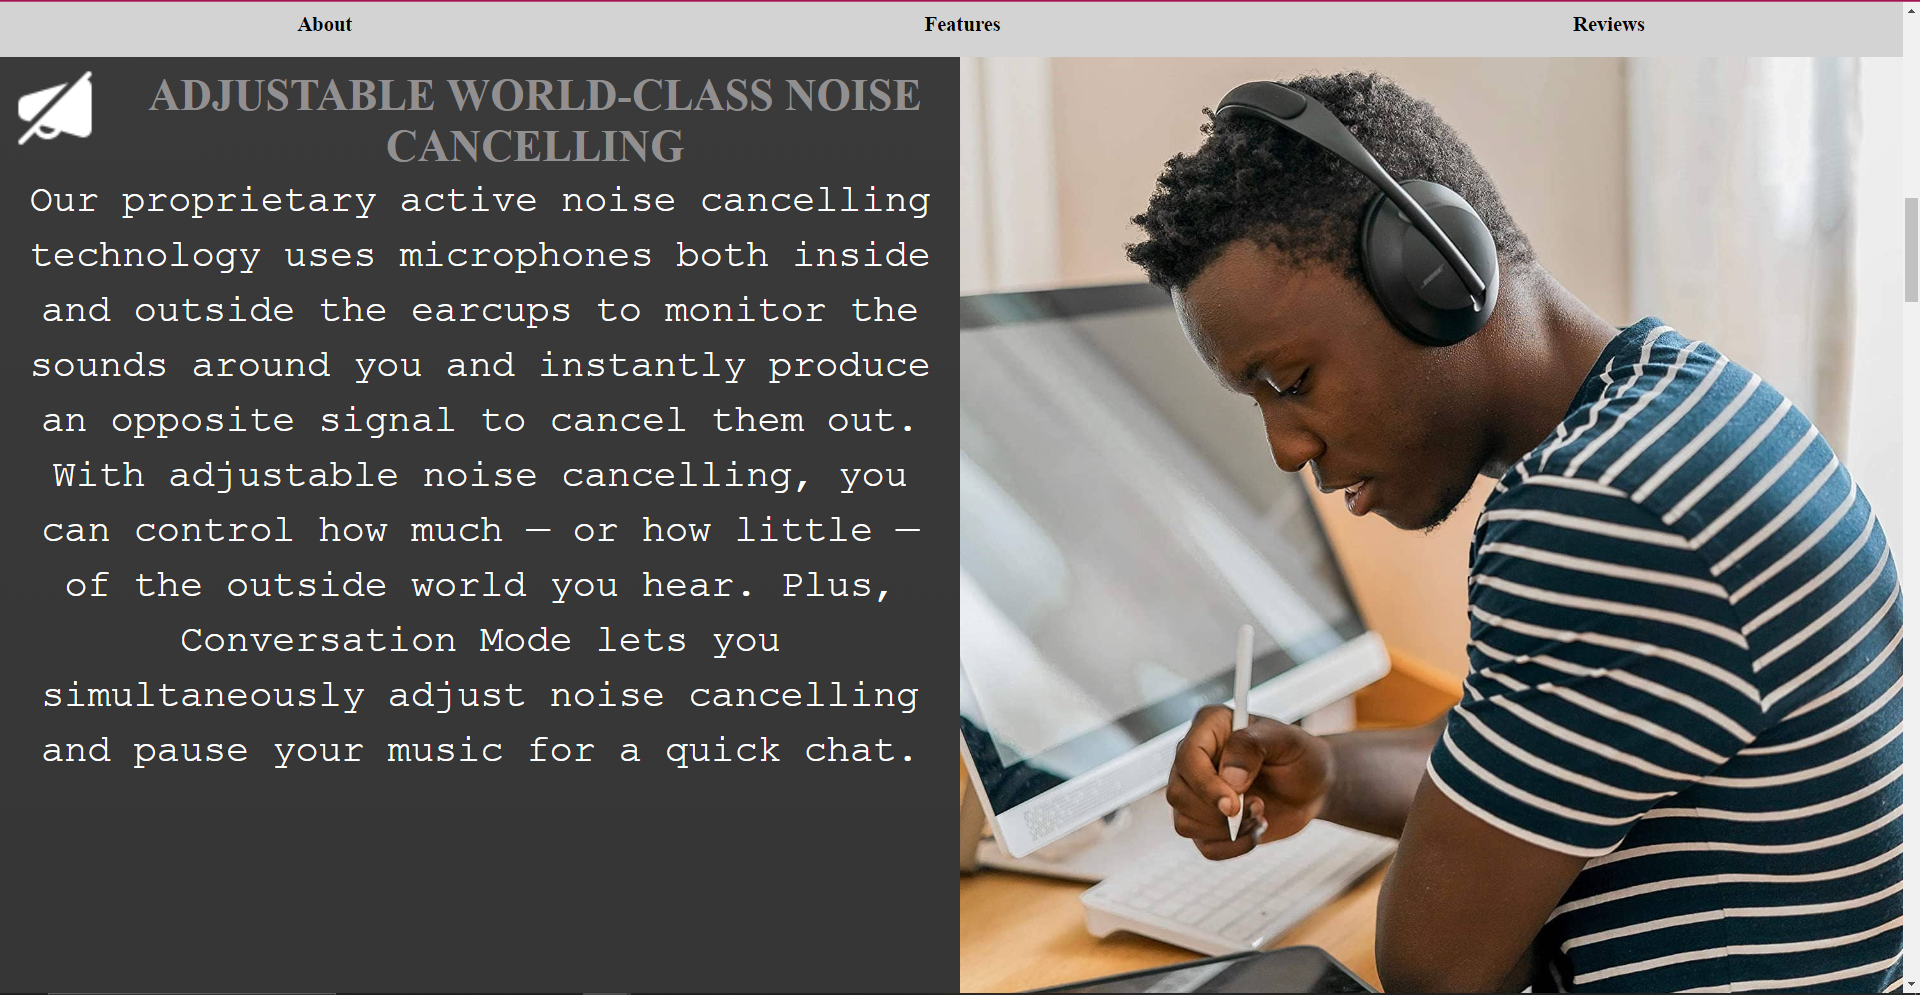 About
Features
Reviews
ADJUSTABLE WORLD-CLASS NOISE
CANCELLING
Our proprietary active noise cancelling
technology uses microphones both inside
and outside the earcups to monitor the
sounds around you and instantly produce
an opposite signal to cancel them out.
With adjustable noise cancelling, you
can control how much — or how little —
of the outside world you hear. Plus,
Conversation Mode lets you
simultaneously adjust noise cancelling
and pause your music for a quick chat.